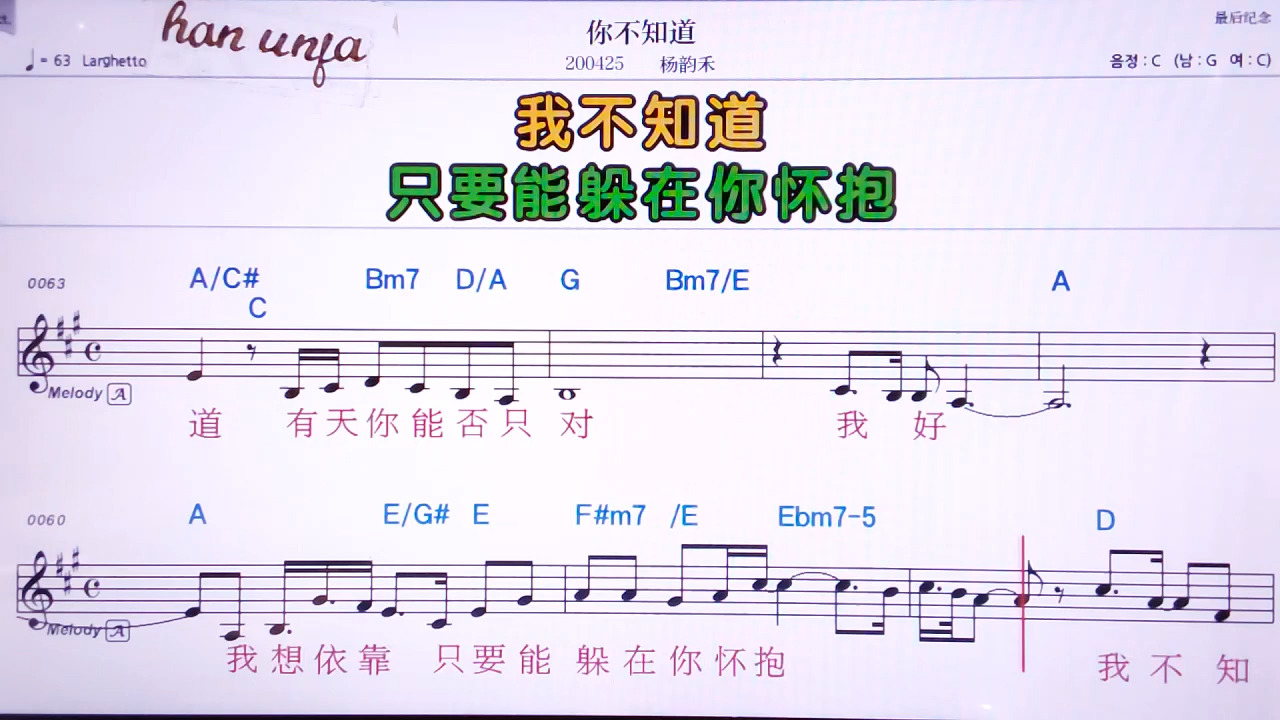 han unfa
你不知道
最后纪念
♩= 63 Larghetto
200425 杨韵禾
음정 : C (남 : G 여 : C)
我不知道
只要能躲在你怀抱
0063 A/C# Bm7 D/A G Bm7/E A
C
Melody A
道 有天你能否只 对 我 好
0060 A E/G# E F#m7 /E Ebm7-5 D
Melody A
我想依靠 只要能 躲在你怀抱 我不知